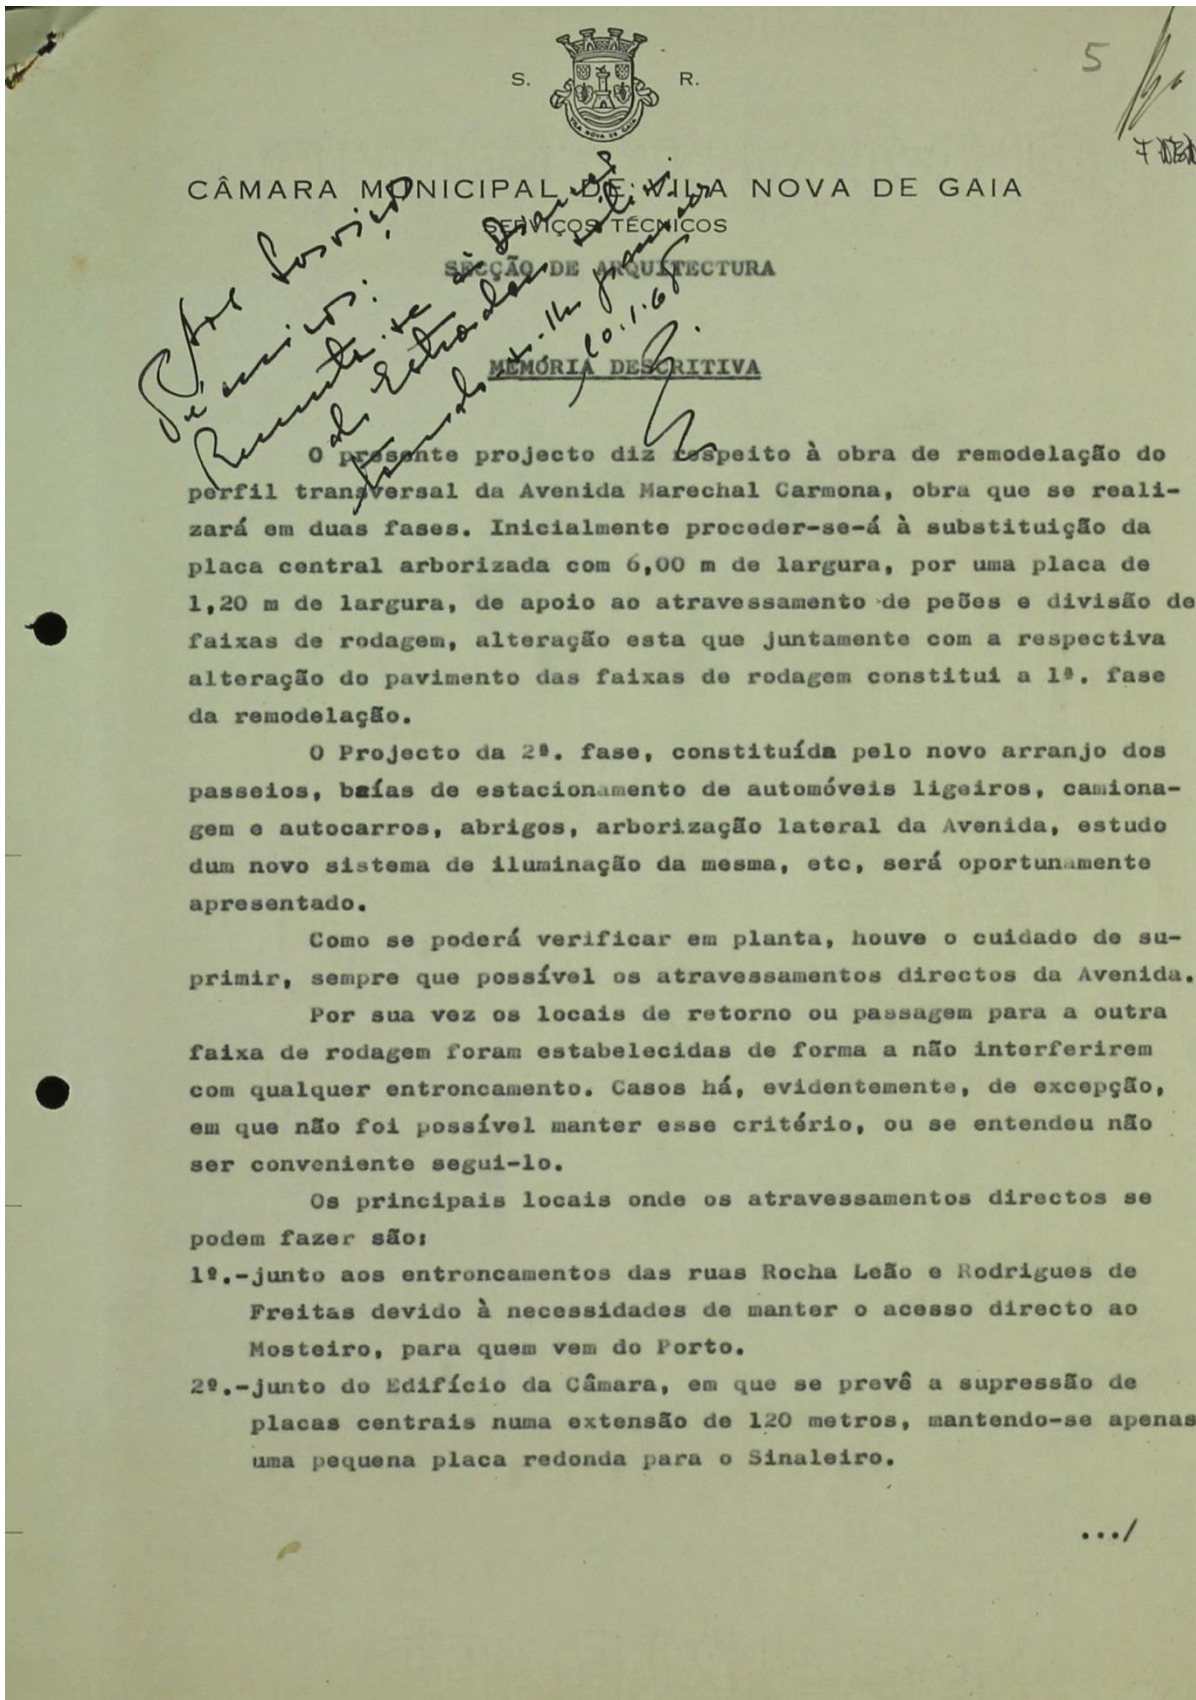 5
S. R.
VILA NOVA DE GAIA
CÂMARA MUNICIPAL DE VILA NOVA DE GAIA
SERVIÇOS TÉCNICOS
SECÇÃO DE ARQUITECTURA
Aos Serviços
Técnicos:
10.1.68
MEMÓRIA DESCRITIVA
O presente projecto diz respeito à obra de remodelação do
perfil transversal da Avenida Marechal Carmona, obra que se reali-
zará em duas fases. Inicialmente proceder-se-á à substituição da
placa central arborizada com 6,00 m de largura, por uma placa de
1,20 m de largura, de apoio ao atravessamento de peões e divisão de
faixas de rodagem, alteração esta que juntamente com a respectiva
alteração do pavimento das faixas de rodagem constitui a 1ª. fase
da remodelação.
O Projecto da 2ª. fase, constituída pelo novo arranjo dos
passeios, baías de estacionamento de automóveis ligeiros, camiona-
gem e autocarros, abrigos, arborização lateral da Avenida, estudo
dum novo sistema de iluminação da mesma, etc, será oportunamente
apresentado.
Como se poderá verificar em planta, houve o cuidado de su-
primir, sempre que possível os atravessamentos directos da Avenida.
Por sua vez os locais de retorno ou passagem para a outra
faixa de rodagem foram estabelecidas de forma a não interferirem
com qualquer entroncamento. Casos há, evidentemente, de excepção,
em que não foi possível manter esse critério, ou se entendeu não
ser conveniente segui-lo.
Os principais locais onde os atravessamentos directos se
podem fazer são:
1º.-junto aos entroncamentos das ruas Rocha Leão e Rodrigues de
Freitas devido à necessidades de manter o acesso directo ao
Mosteiro, para quem vem do Porto.
2º.-junto do Edifício da Câmara, em que se prevê a supressão de
placas centrais numa extensão de 120 metros, mantendo-se apenas
uma pequena placa redonda para o Sinaleiro.
.../